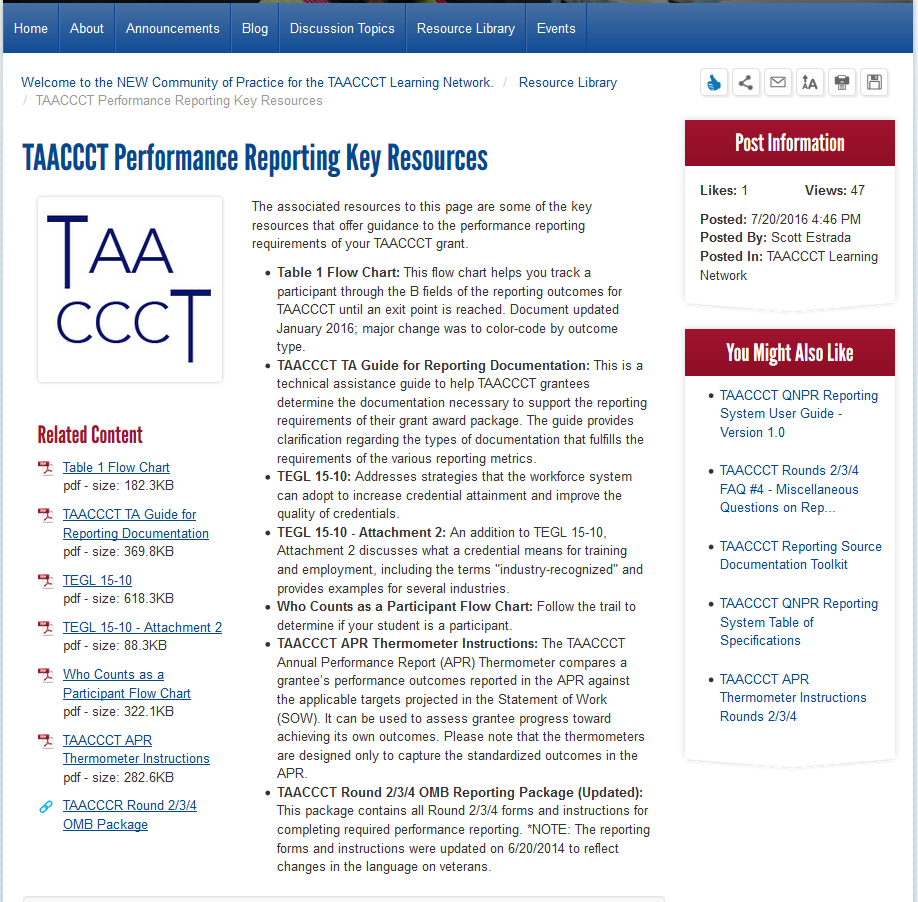 Home About Announcements Blog Discussion Topics Resource Library Events
Welcome to the NEW Community of Practice for the TAACCCT Learning Network. / Resource Library
/ TAACCCT Performance Reporting Key Resources
TAACCCT Performance Reporting Key Resources
TAA
CCCT
Related Content
Table 1 Flow Chart
pdf - size: 182.3KB
TAACCCT TA Guide for
Reporting Documentation
pdf - size: 369.8KB
TEGL 15-10
pdf - size: 618.3KB
TEGL 15-10 - Attachment 2
pdf - size: 88.3KB
Who Counts as a
Participant Flow Chart
pdf - size: 322.1KB
TAACCCT APR
Thermometer Instructions
pdf - size: 282.6KB
TAACCCR Round 2/3/4
OMB Package
The associated resources to this page are some of the key
resources that offer guidance to the performance reporting
requirements of your TAACCCT grant.
Table 1 Flow Chart: This flow chart helps you track a
participant through the B fields of the reporting outcomes for
TAACCCT until an exit point is reached. Document updated
January 2016; major change was to color-code by outcome
type.
TAACCCT TA Guide for Reporting Documentation: This is a
technical assistance guide to help TAACCCT grantees
determine the documentation necessary to support the reporting
requirements of their grant award package. The guide provides
clarification regarding the types of documentation that fulfills the
requirements of the various reporting metrics.
TEGL 15-10: Addresses strategies that the workforce system
can adopt to increase credential attainment and improve the
quality of credentials.
TEGL 15-10 - Attachment 2: An addition to TEGL 15-10,
Attachment 2 discusses what a credential means for training
and employment, including the terms "industry-recognized" and
provides examples for several industries.
Who Counts as a Participant Flow Chart: Follow the trail to
determine if your student is a participant.
TAACCCT APR Thermometer Instructions: The TAACCCT
Annual Performance Report (APR) Thermometer compares a
grantee's performance outcomes reported in the APR against
the applicable targets projected in the Statement of Work
(SOW). It can be used to assess grantee progress toward
achieving its own outcomes. Please note that the thermometers
are designed only to capture the standardized outcomes in the
APR.
TAACCCT Round 2/3/4 OMB Reporting Package (Updated):
This package contains all Round 2/3/4 forms and instructions for
completing required performance reporting. *NOTE: The reporting
forms and instructions were updated on 6/20/2014 to reflect
changes in the language on veterans.
Post Information
Likes: 1 Views: 47
Posted: 7/20/2016 4:46 PM
Posted By: Scott Estrada
Posted In: TAACCCT Learning
Network
You Might Also Like
TAACCCT QNPR Reporting
System User Guide -
Version 1.0
TAACCCT Rounds 2/3/4
FAQ #4 - Miscellaneous
Questions on Rep...
TAACCCT Reporting Source
Documentation Toolkit
TAACCCT QNPR Reporting
System Table of
Specifications
TAACCCT APR
Thermometer Instructions
Rounds 2/3/4